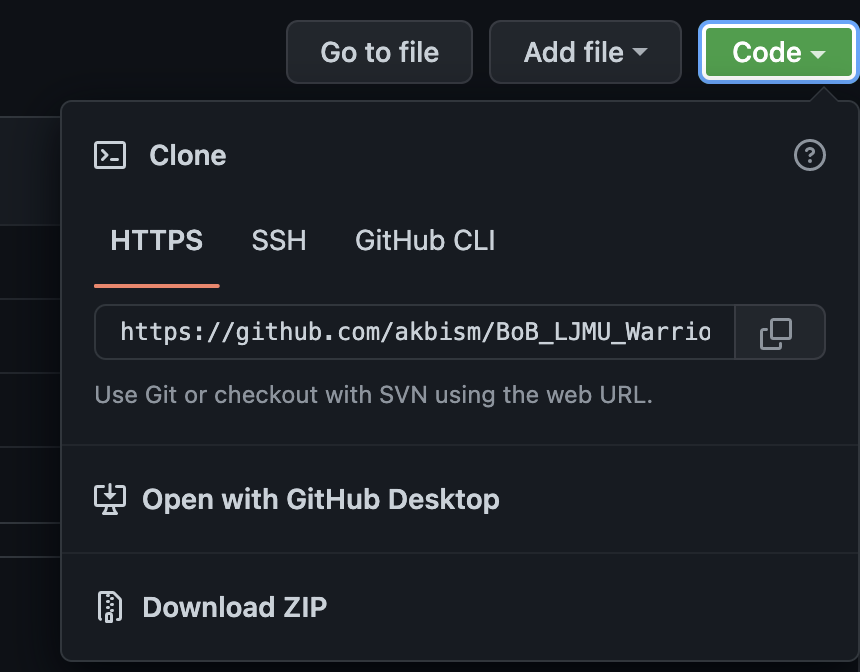 Go to file Add file Code
Clone
HTTPS SSH GitHub CLI
https://github.com/akbism/BoB_LJMU_Warrio
Use Git or checkout with SVN using the web URL.
Open with GitHub Desktop
Download ZIP